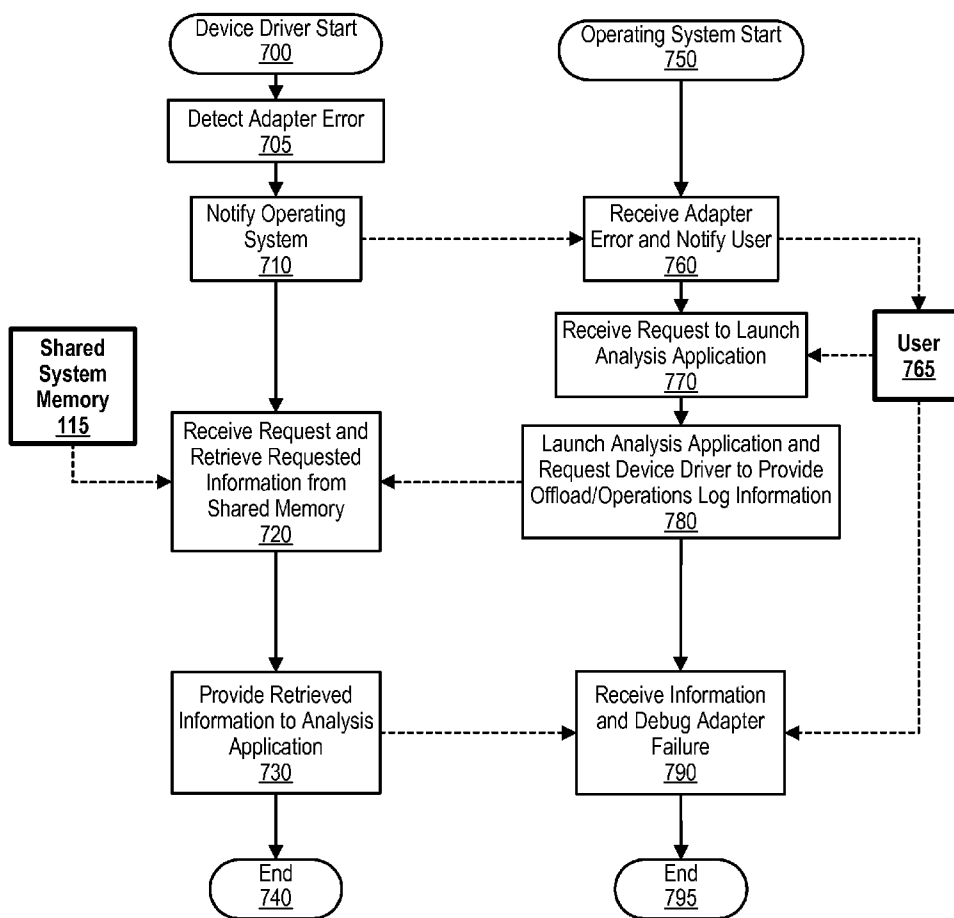 Device Driver Start
700
Operating System Start
750
Detect Adapter Error
705
Notify Operating
System
710
Receive Adapter
Error and Notify User
760
Shared
System
Memory
115
Receive Request to Launch
Analysis Application
770
User
765
Receive Request and
Retrieve Requested
Information from
Shared Memory
720
Launch Analysis Application and
Request Device Driver to Provide
Offload/Operations Log Information
780
Provide Retrieved
Information to Analysis
Application
730
Receive Information
and Debug Adapter
Failure
790
End
740
End
795